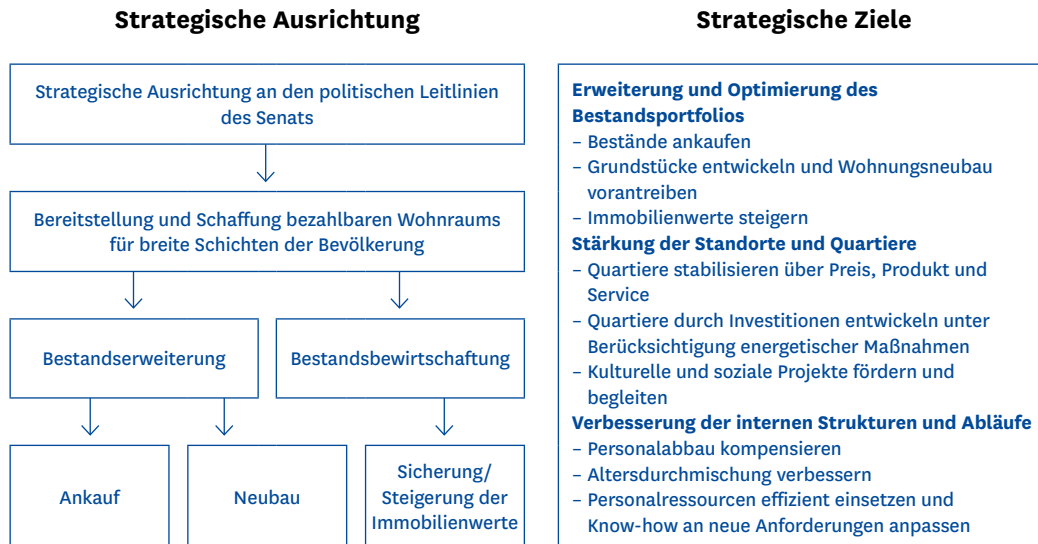 Strategische Ausrichtung
Strategische Ausrichtung an den politischen Leitlinien
des Senats
Bereitstellung und Schaffung bezahlbaren Wohnraums
für breite Schichten der Bevölkerung
Bestandserweiterung
Bestandsbewirtschaftung
Ankauf
Neubau
Sicherung/
Steigerung der
Immobilienwerte
Strategische Ziele
Erweiterung und Optimierung des
Bestandsportfolios
– Bestände ankaufen
– Grundstücke entwickeln und Wohnungsneubau
vorantreiben
– Immobilienwerte steigern
Stärkung der Standorte und Quartiere
– Quartiere stabilisieren über Preis, Produkt und
Service
– Quartiere durch Investitionen entwickeln unter
Berücksichtigung energetischer Maßnahmen
– Kulturelle und soziale Projekte fördern und
begleiten
Verbesserung der internen Strukturen und Abläufe
– Personalabbau kompensieren
– Altersdurchmischung verbessern
– Personalressourcen effizient einsetzen und
Know-how an neue Anforderungen anpassen